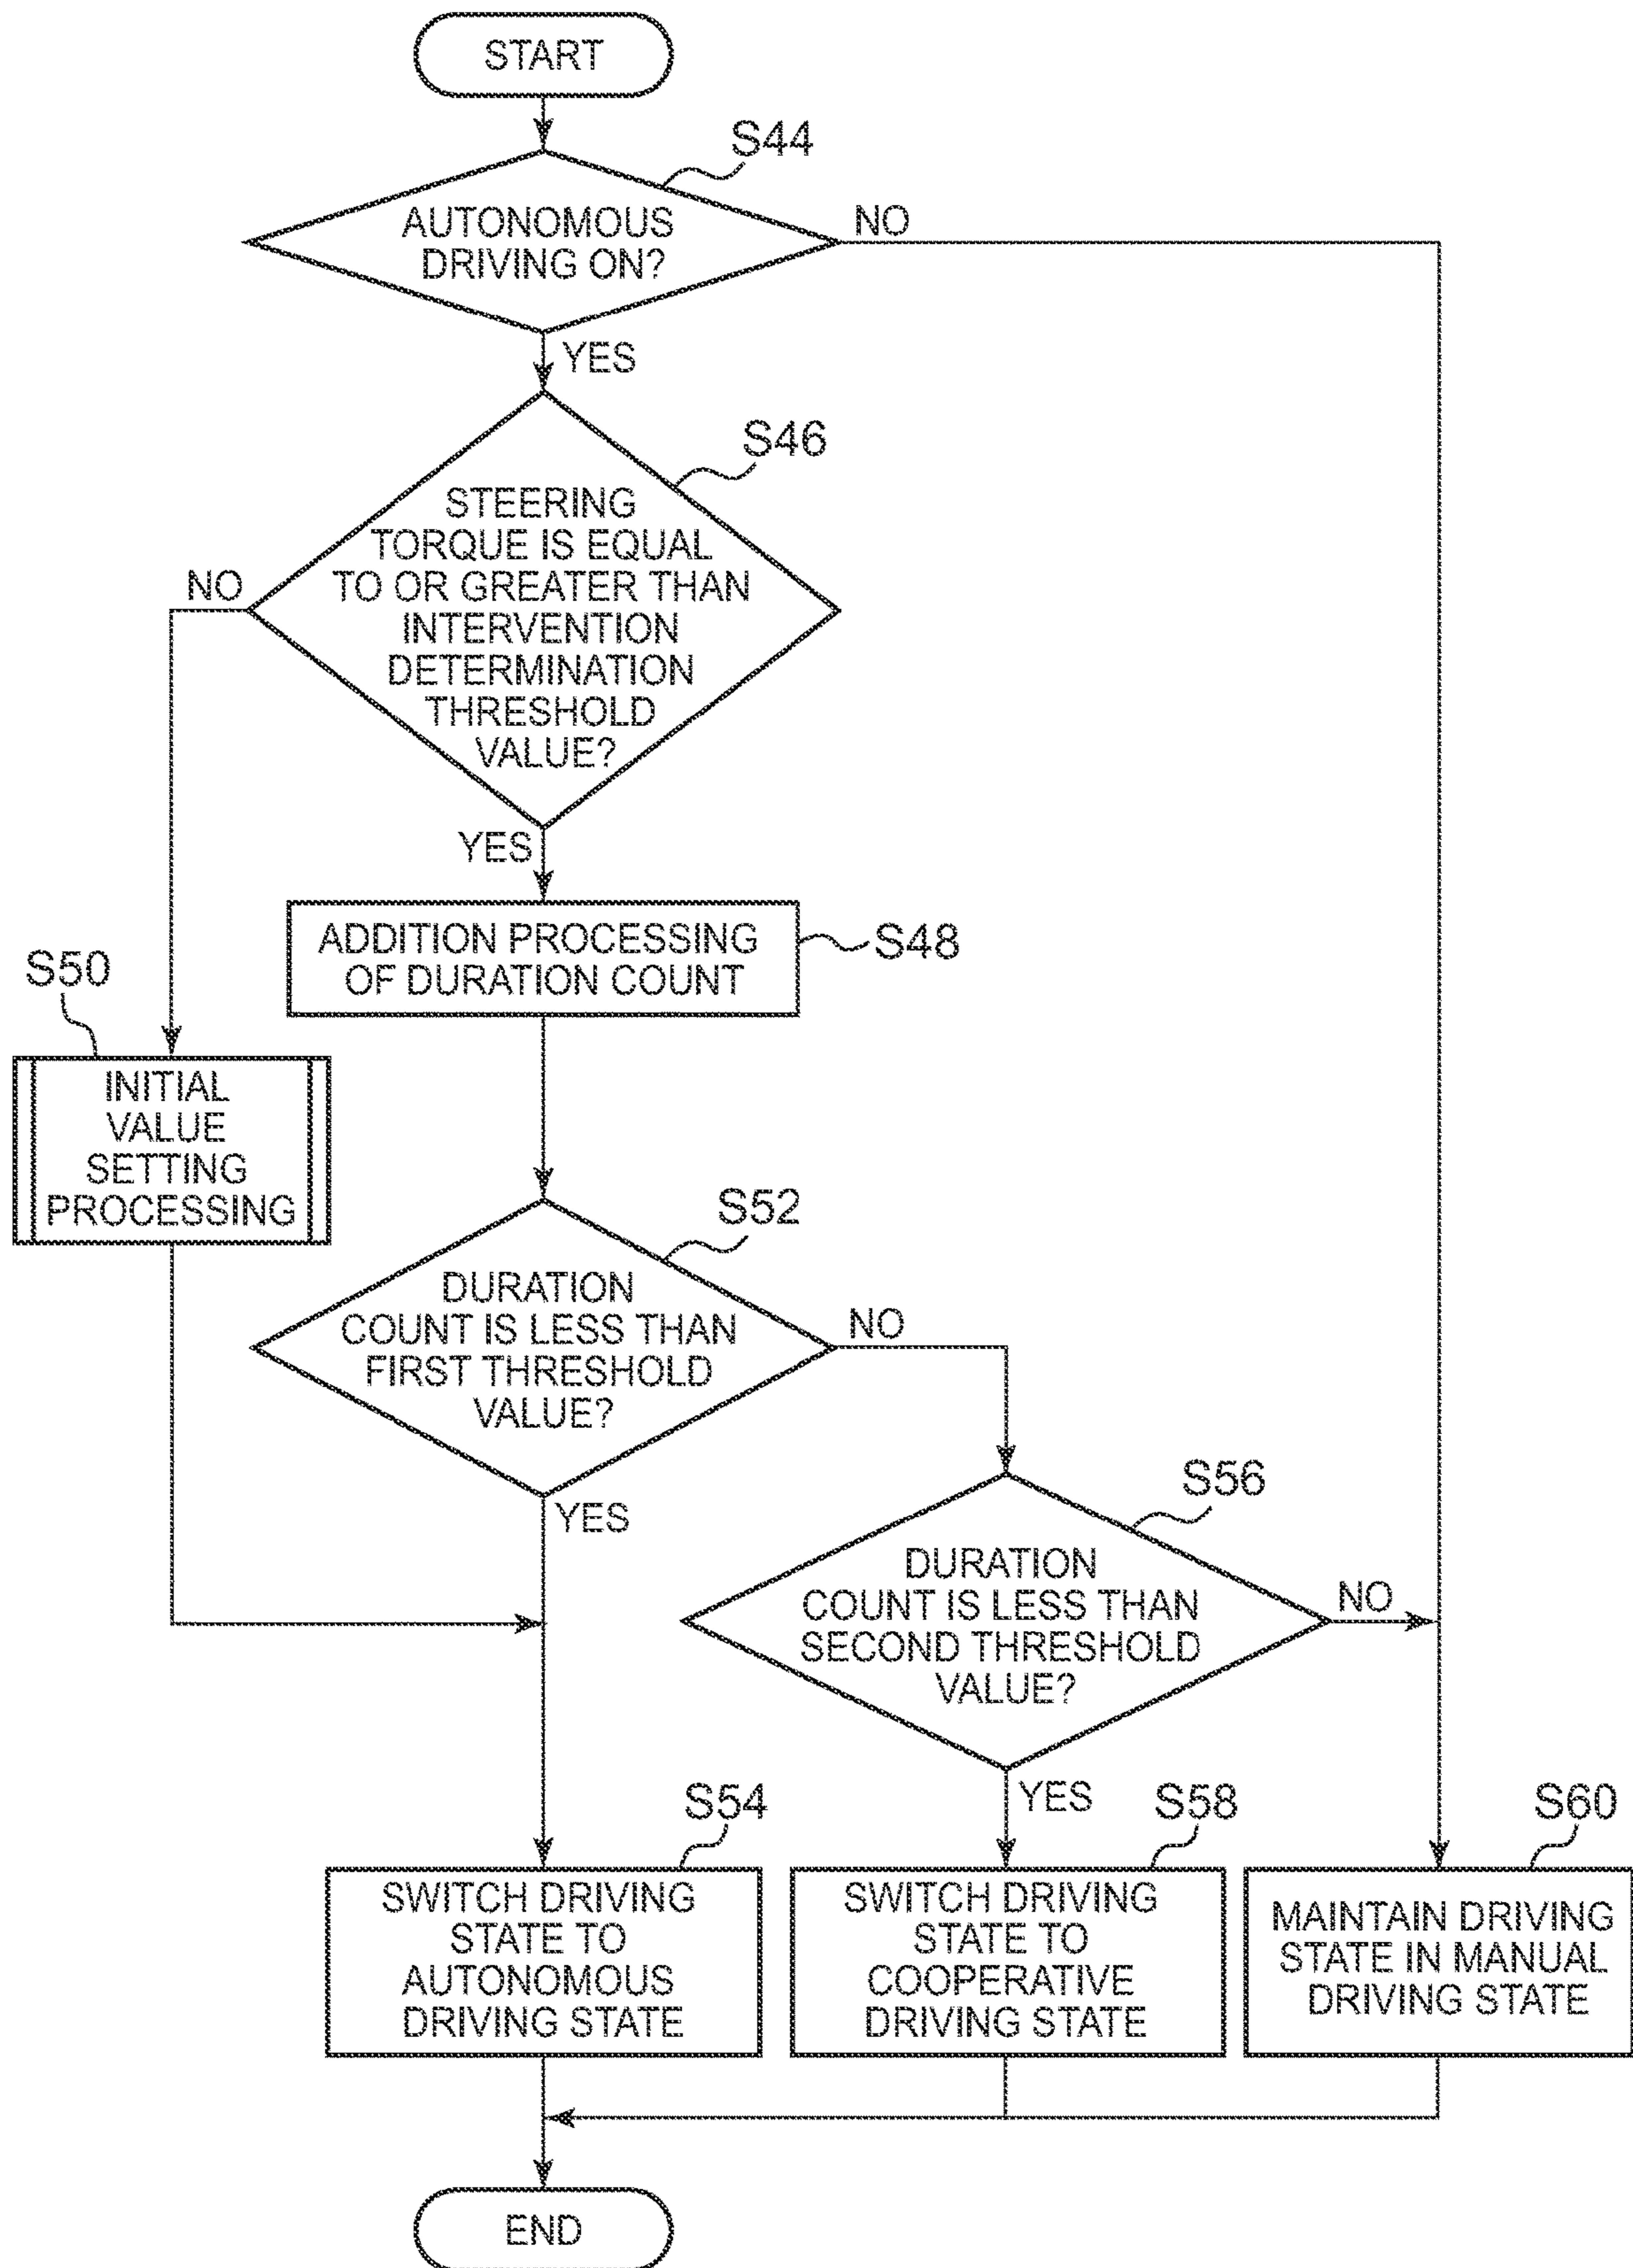 START
S44
AUTONOMOUS
DRIVING ON?
NO
YES
S46
STEERING
TORQUE IS EQUAL
TO OR GREATER THAN
INTERVENTION
DETERMINATION
THRESHOLD
VALUE?
NO
YES
ADDITION PROCESSING
OF DURATION COUNT
S48
S50
INITIAL
VALUE
SETTING
PROCESSING
S52
DURATION
COUNT IS LESS THAN
FIRST THRESHOLD
VALUE?
NO
YES
S56
DURATION
COUNT IS LESS THAN
SECOND THRESHOLD
VALUE?
NO
YES
S54
SWITCH DRIVING
STATE TO
AUTONOMOUS
DRIVING STATE
S58
SWITCH DRIVING
STATE TO
COOPERATIVE
DRIVING STATE
S60
MAINTAIN DRIVING
STATE IN MANUAL
DRIVING STATE
END